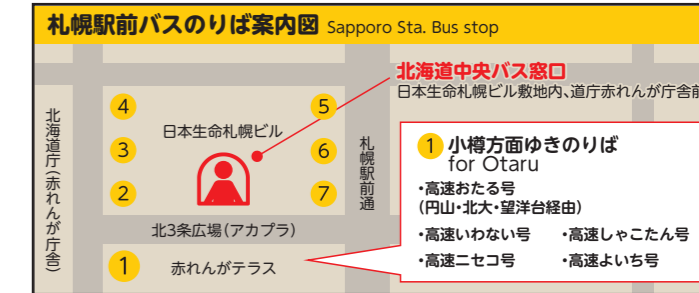 札幌駅前バスのりば案内図 Sapporo Sta. Bus stop
北海道中央バス窓口
日本生命札幌ビル敷地内、道庁赤れんが庁舎前
4
5
日本生命札幌ビル
3
6
2
7
北海道庁(赤れんが庁舎)
札幌駅前通
北3条広場(アカプラ)
1
赤れんがテラス
1 小樽方面ゆきのりば
for Otaru
・高速おたる号
(円山・北大・望洋台経由)
・高速いわない号 ・高速しゃこたん号
・高速ニセコ号 ・高速よいち号